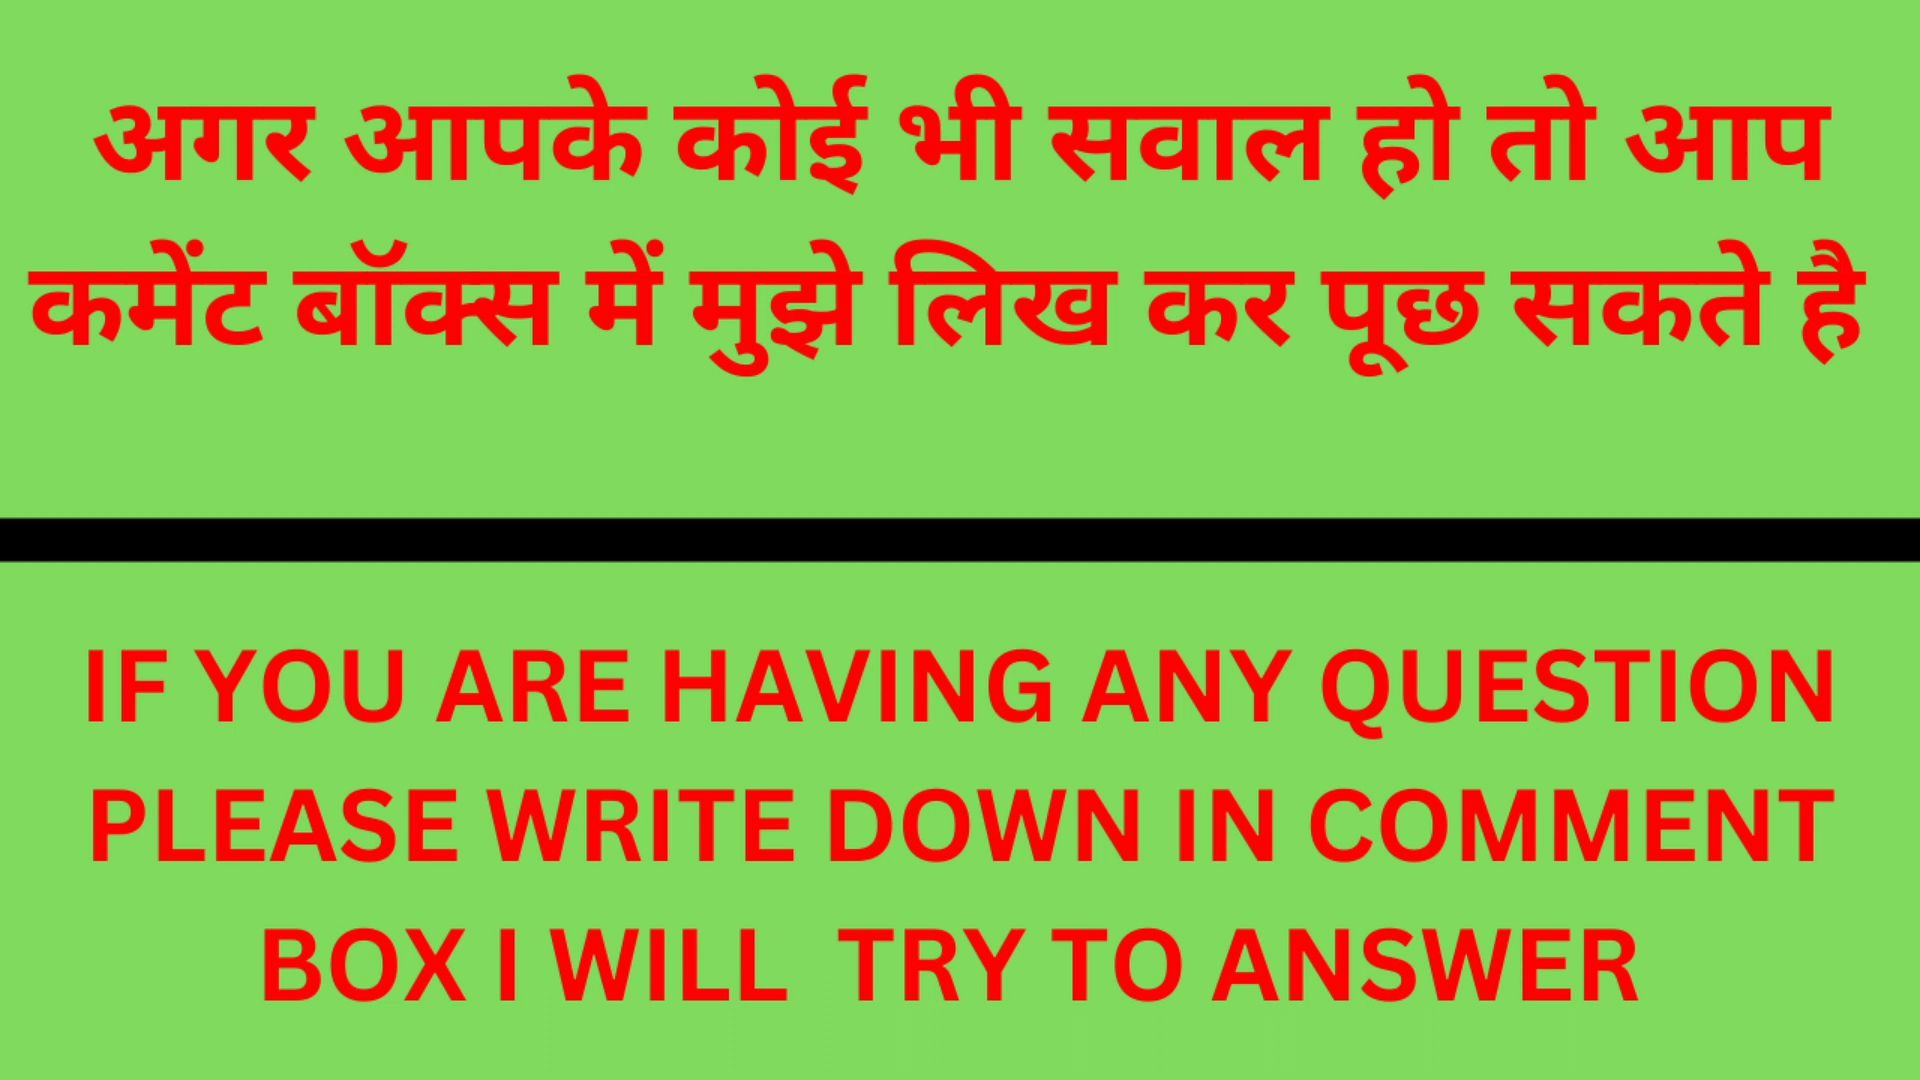 अगर आपके कोई भी सवाल हो तो आप
कमेंट बॉक्स में मुझे लिख कर पूछ सकते है
IF YOU ARE HAVING ANY QUESTION
PLEASE WRITE DOWN IN COMMENT
BOX I WILL  TRY TO ANSWER